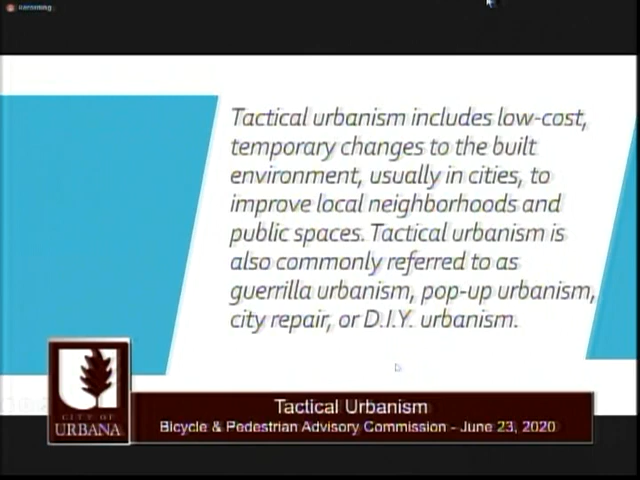 Tactical urbanism includes low-cost,
temporary changes to the built
environment, usually in cities, to
improve local neighborhoods and
public spaces. Tactical urbanism is
also commonly referred to as
guerrilla urbanism, pop-up urbanism,
city repair, or D.I.Y. urbanism.
CITY OF
URBANA
Tactical Urbanism
Bicycle & Pedestrian Advisory Commission - June 23, 2020